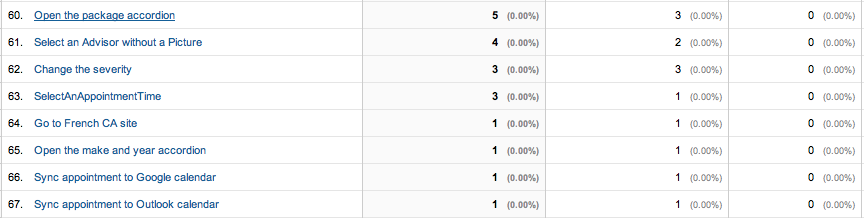 60. Open the package accordion 5 (0.00%) 3 (0.00%) 0 (0.00%)
61. Select an Advisor without a Picture 4 (0.00%) 2 (0.00%) 0 (0.00%)
62. Change the severity 3 (0.00%) 3 (0.00%) 0 (0.00%)
63. SelectAnAppointmentTime 3 (0.00%) 1 (0.00%) 0 (0.00%)
64. Go to French CA site 1 (0.00%) 1 (0.00%) 0 (0.00%)
65. Open the make and year accordion 1 (0.00%) 1 (0.00%) 0 (0.00%)
66. Sync appointment to Google calendar 1 (0.00%) 1 (0.00%) 0 (0.00%)
67. Sync appointment to Outlook calendar 1 (0.00%) 1 (0.00%) 0 (0.00%)